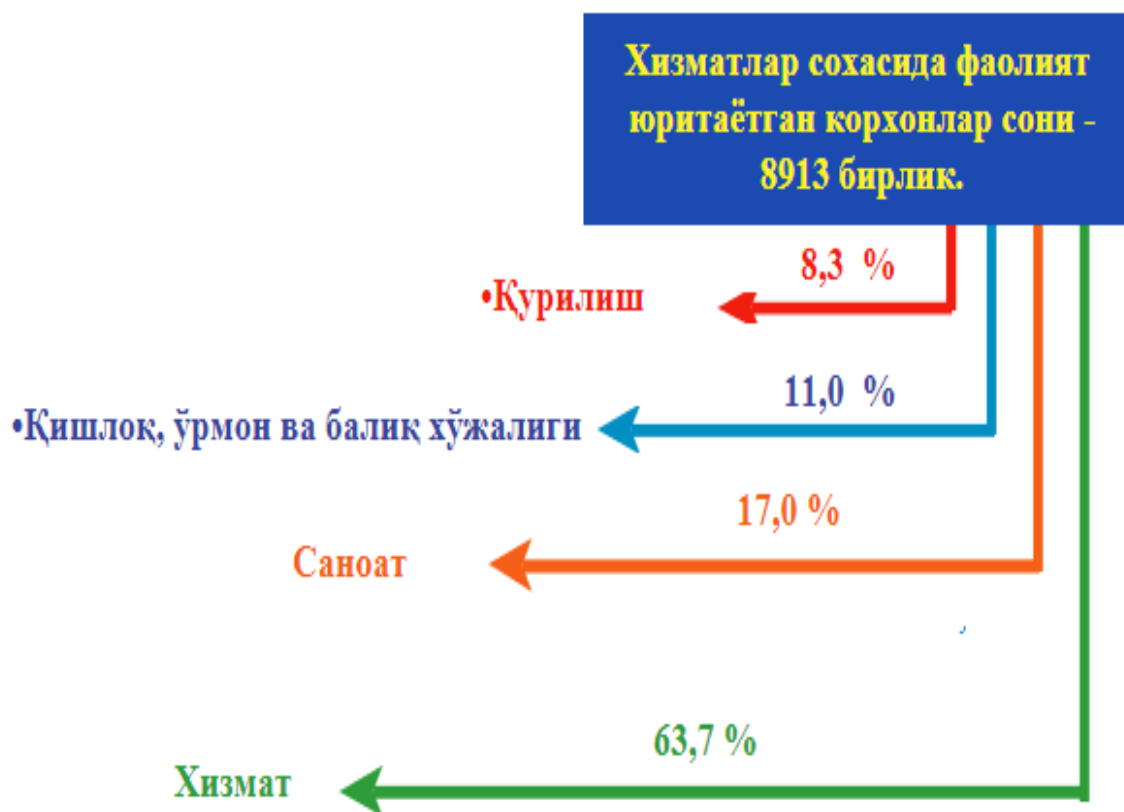 Хизматлар сохасида фаолият
юритаётган корхонлар сони -
8913 бирлик.
8,3 %
•Қурилиш
11,0 %
•Қишлоқ, ўрмон ва балиқ хўжалиги
17,0 %
Саноат
63,7 %
Хизмат